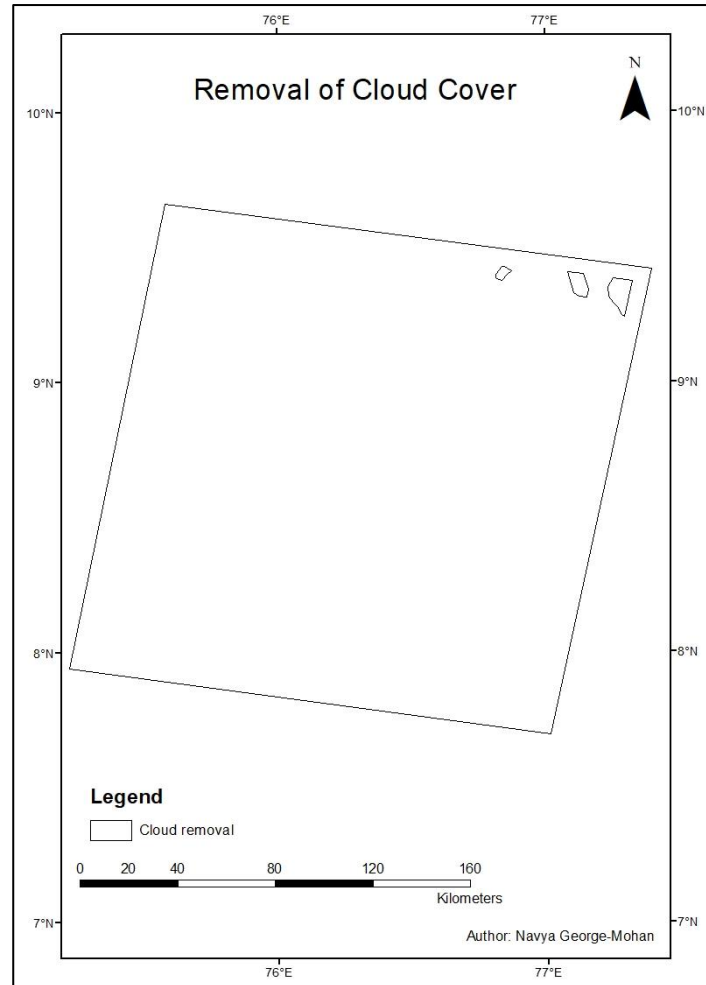 76°E
77°E
N
Removal of Cloud Cover
10°N
10°N
9°N
9°N
8°N
8°N
Legend
Cloud removal
0 20 40 80 120 160
Kilometers
7°N
7°N
Author: Navya George-Mohan
76°E
77°E